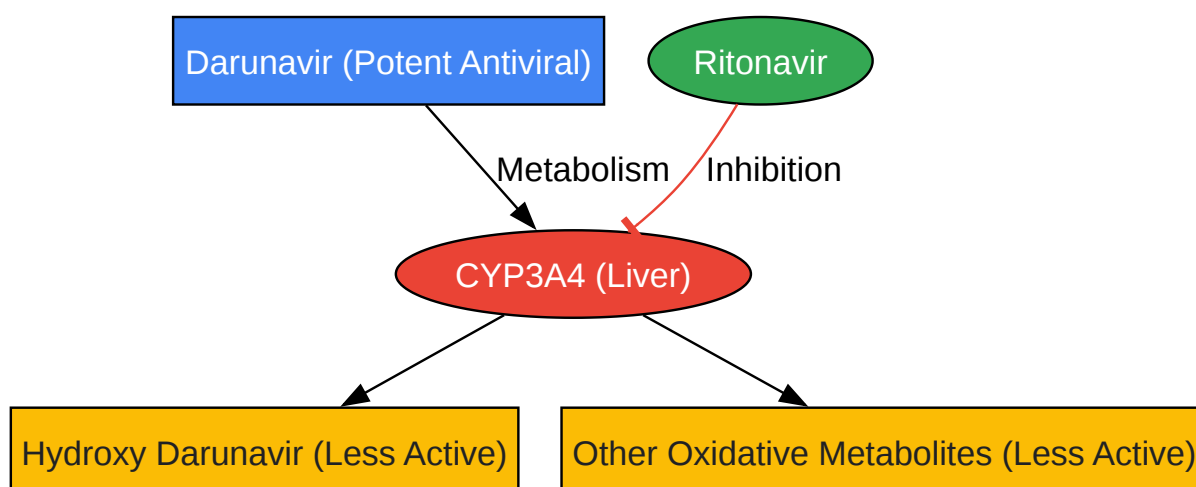 Darunavir (Potent Antiviral)
Ritonavir
Metabolism
Inhibition
CYP3A4 (Liver)
Hydroxy Darunavir (Less Active)
Other Oxidative Metabolites (Less Active)